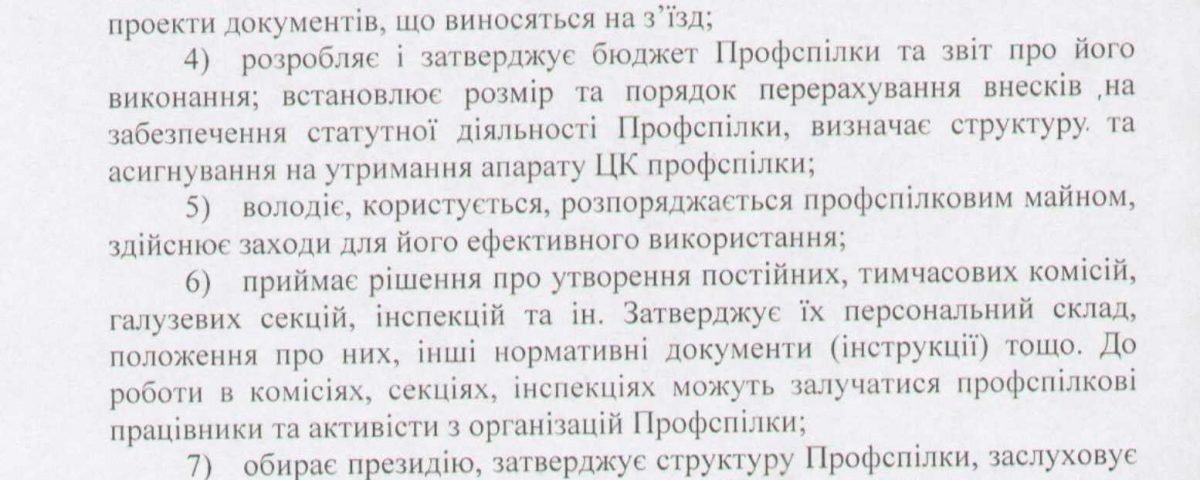 проекти документів, що виносяться на з’їзд;
4) розробляє і затверджує бюджет Профспілки та звіт про його
виконання; встановлює розмір та порядок перерахування внесків на
забезпечення статутної діяльності Профспілки, визначає структуру та
асигнування на утримання апарату ЦК профспілки;
5) володіє, користується, розпоряджається профспілковим майном,
здійснює заходи для його ефективного використання;
6) приймає рішення про утворення постійних, тимчасових комісій,
галузевих секцій, інспекцій та ін. Затверджує їх персональний склад,
положення про них, інші нормативні документи (інструкції) тощо. До
роботи в комісіях, секціях, інспекціях можуть залучатися профспілкові
працівники та активісти з організацій Профспілки;
7) обирає президію, затверджує структуру Профспілки, заслуховує